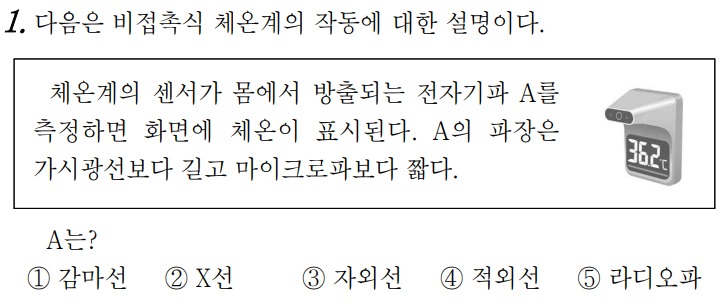 1. 다음은 비접촉식 체온계의 작동에 대한 설명이다.
체온계의 센서가 몸에서 방출되는 전자기파 A를
측정하면 화면에 체온이 표시된다. A의 파장은
가시광선보다 길고 마이크로파보다 짧다.
36.2℃
A는?
① 감마선 ② X선 ③ 자외선 ④ 적외선 ⑤ 라디오파